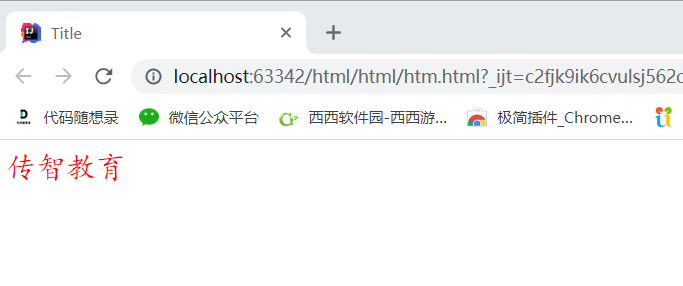 Title
localhost:63342/html/html/htm.html?_ijt=c2fjk9ik6cvulsj562c
代码随想录 微信公众平台 西西软件园-西西游... 极简插件_Chrome...
传智教育